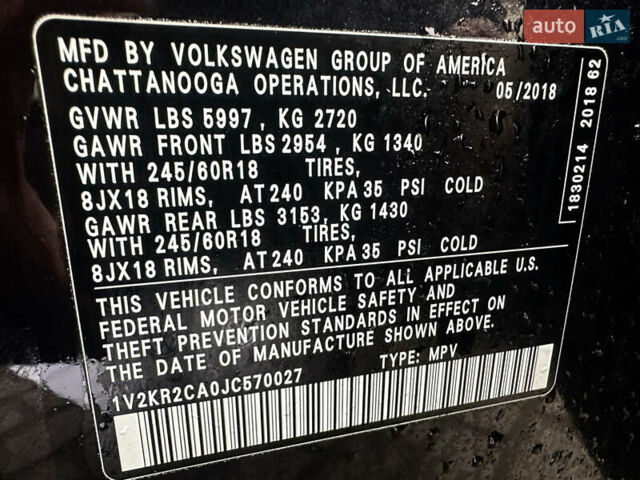 MFD BY VOLKSWAGEN GROUP OF AMERICA
CHATTANOOGA OPERATIONS, LLC. 05/2018
GVWR LBS 5997, KG 2720
GAWR FRONT LBS 2954, KG 1340
WITH 245/60R18 TIRES,
8JX18 RIMS, AT 240 KPA 35 PSI COLD
GAWR REAR LBS 3153, KG 1430
WITH 245/60R18 TIRES,
8JX18 RIMS, AT 240 KPA 35 PSI COLD
THIS VEHICLE CONFORMS TO ALL APPLICABLE U.S.
FEDERAL MOTOR VEHICLE SAFETY AND
THEFT PREVENTION STANDARDS IN EFFECT ON
THE DATE OF MANUFACTURE SHOWN ABOVE.
1V2KR2CA0JC570027 TYPE: MPV
1830214 2018 62
auto RIA.com